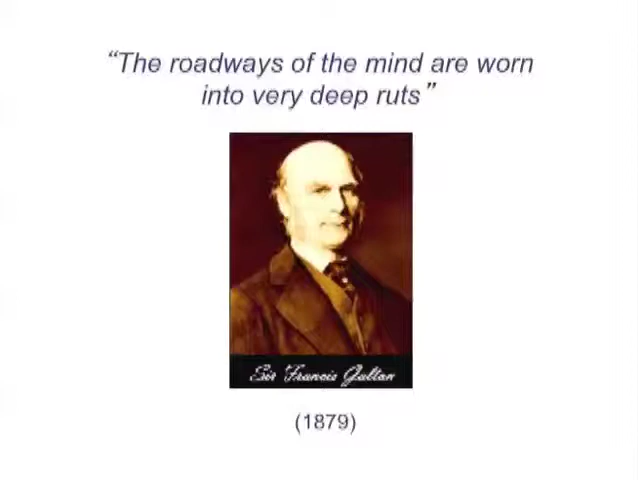 “The roadways of the mind are worn
into very deep ruts”
Sir Francis Galton
(1879)